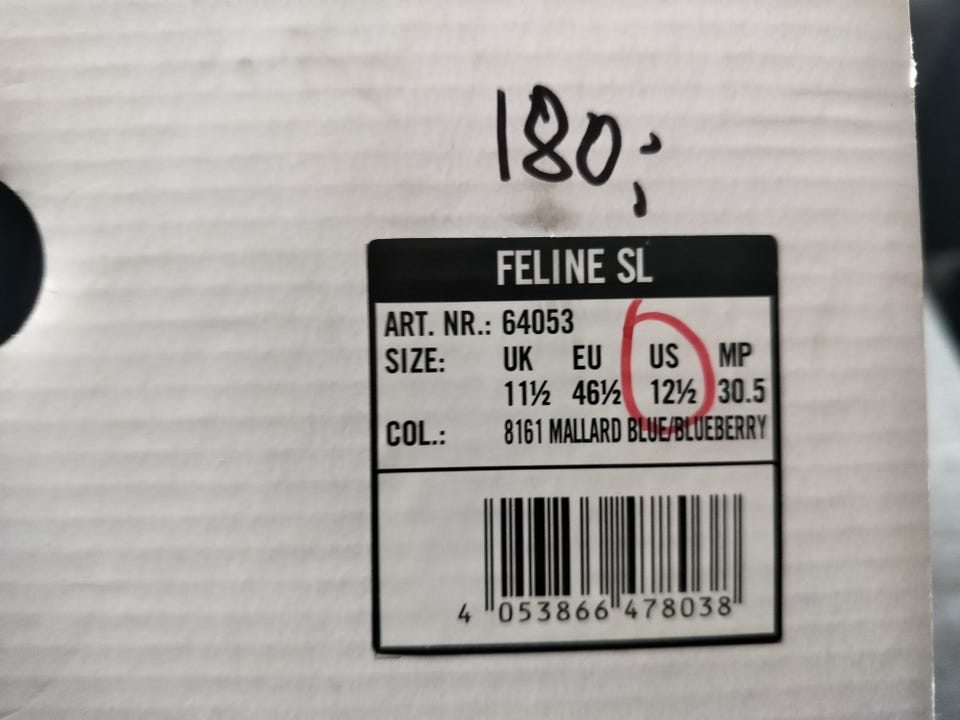 180,-
FELINE SL
ART. NR.: 64053
SIZE: UK EU US MP
11½ 46½ 12½ 30.5
COL.: 8161 MALLARD BLUE/BLUEBERRY
4 053866 478038